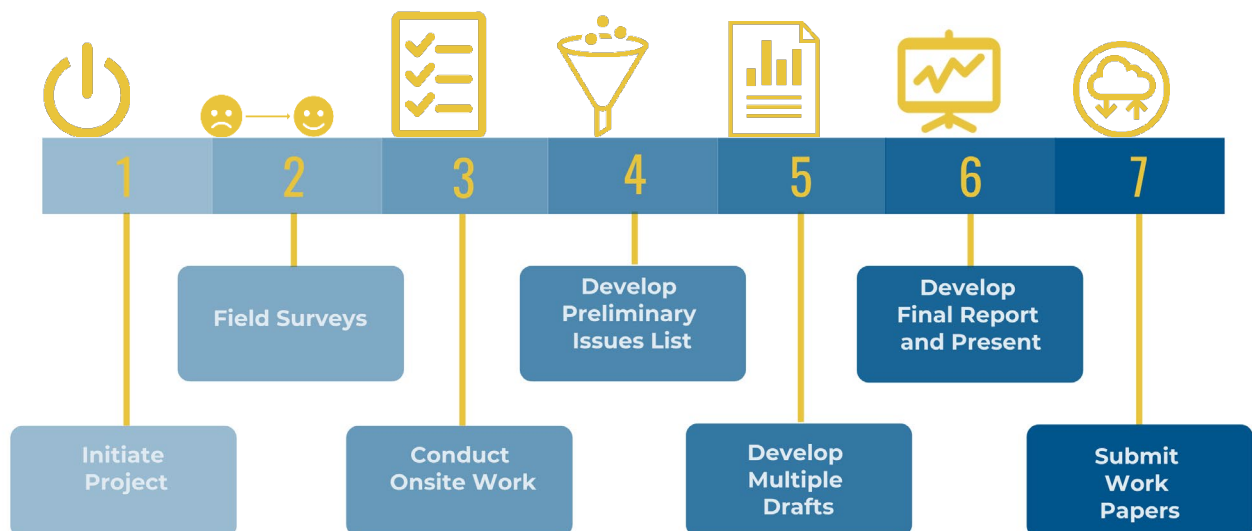 1
2
3
4
5
6
7
Field Surveys
Develop
Preliminary
Issues List
Develop
Final Report
and Present
Initiate
Project
Conduct
Onsite Work
Develop
Multiple
Drafts
Submit
Work
Papers